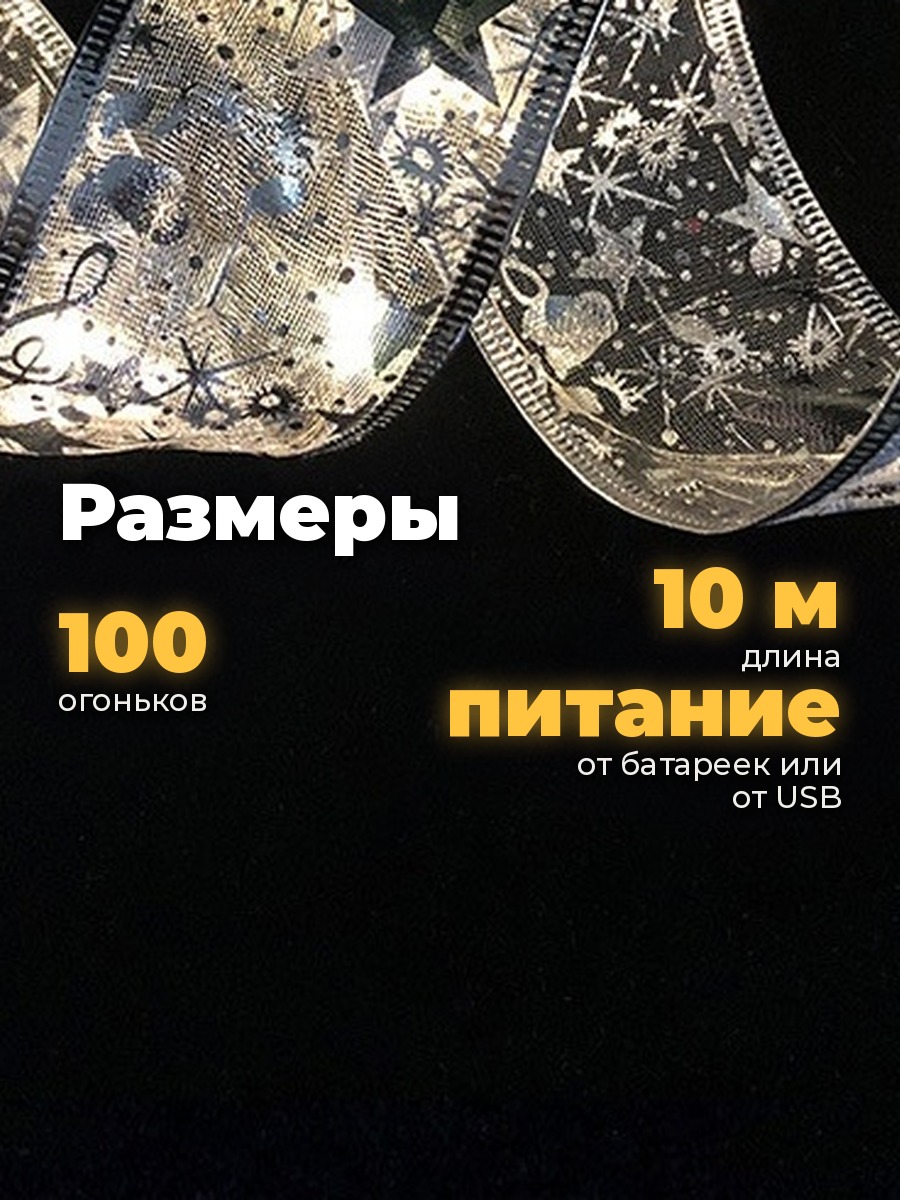 Размеры
100
огоньков
10 м
длина
питание
от батареек или
от USB